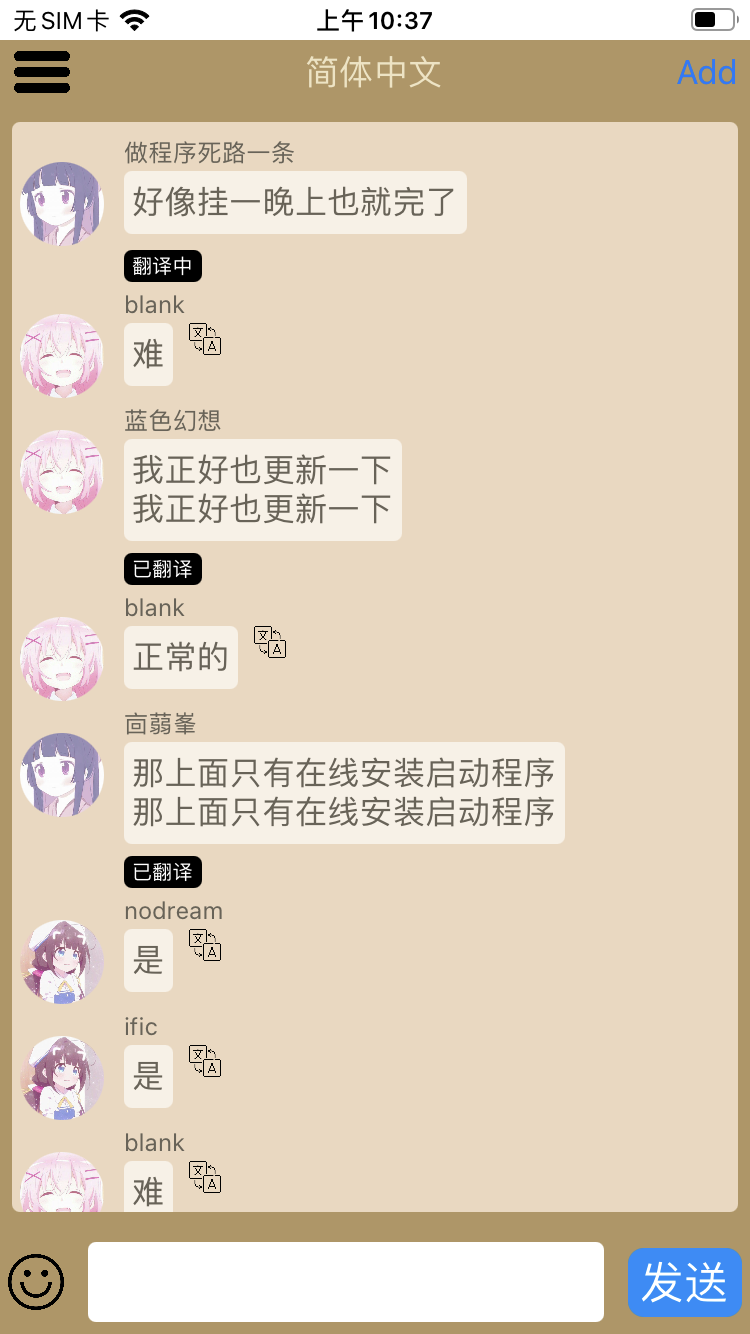 无SIM卡
上午10:37
简体中文
Add
做程序死路一条
好像挂一晚上也就完了
翻译中
blank
难
蓝色幻想
我正好也更新一下
我正好也更新一下
已翻译
blank
正常的
亩蒻峯
那上面只有在线安装启动程序
那上面只有在线安装启动程序
已翻译
nodream
是
ific
是
blank
难
发送